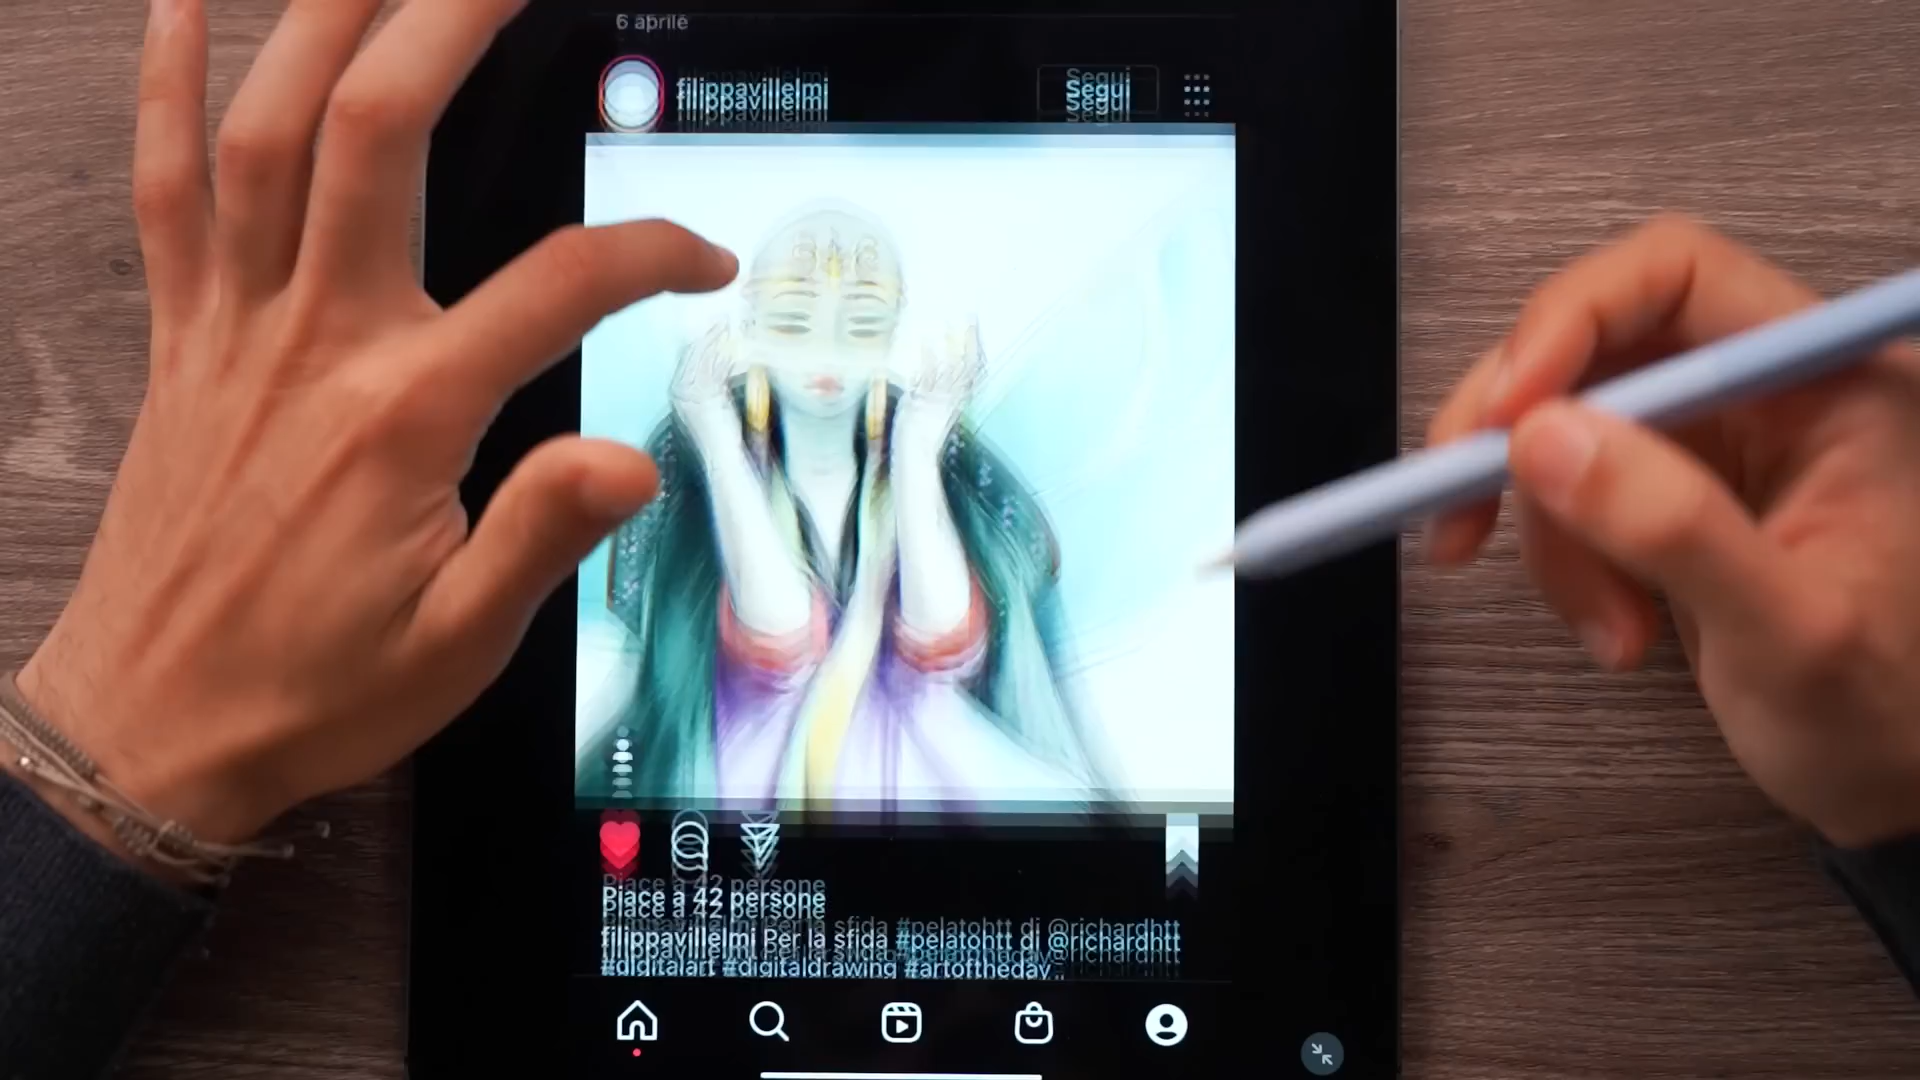 6 aprile
filippavillelmi
Segui
Piace a 42 persone
filippavillelmi Per la sfida #pelatohtt di @richardhtt
#digitalart #digitaldrawing #artoftheday..